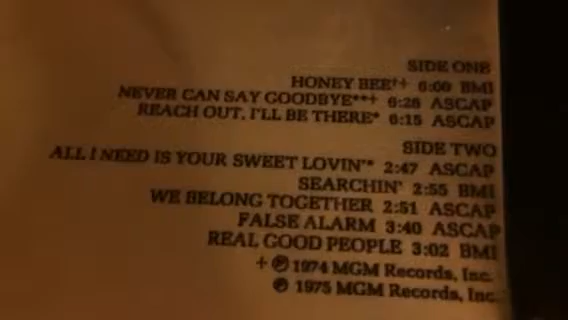 SIDE ONE
HONEY BEE*+ 6:00 BMI
NEVER CAN SAY GOODBYE**+ 6:26 ASCAP
REACH OUT, I'LL BE THERE* 6:15 ASCAP
SIDE TWO
ALL I NEED IS YOUR SWEET LOVIN'* 2:47 ASCAP
SEARCHIN' 2:55 BMI
WE BELONG TOGETHER 2:51 ASCAP
FALSE ALARM 3:40 ASCAP
REAL GOOD PEOPLE 3:02 BMI
+ ℗ 1974 MGM Records, Inc.
℗ 1975 MGM Records, Inc.